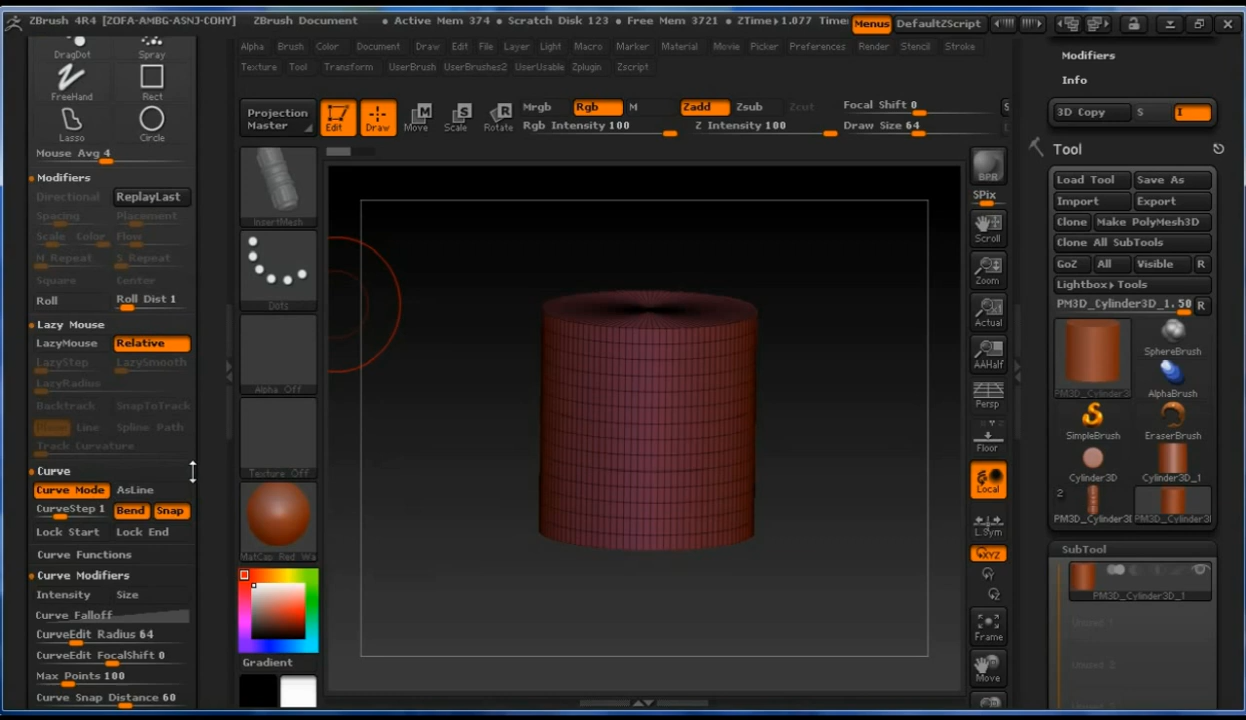 ZBrush 4R4 [ZOFA-AMBG-ASNJ-COHY] ZBrush Document • Active Mem 374 • Scratch Disk 123 • Free Mem 3721 • ZTime▸1.077 Time Menus DefaultZScript
Alpha Brush Color Document Draw Edit File Layer Light Macro Marker Material Movie Picker Preferences Render Stencil Stroke
Texture Tool Transform UserBrush UserBrushes2 UserUsable Zplugin Zscript
Projection Master
Edit Draw Move Scale Rotate
Mrgb Rgb M Zadd Zsub Zcut Focal Shift 0 S
Rgb Intensity 100 Z Intensity 100 Draw Size 64
DragDot Spray
FreeHand Rect
Lasso Circle
Mouse Avg 4
Modifiers
Directional ReplayLast
Spacing Placement
Scale Color Flow
N Repeat S Repeat
Square Center
Roll Roll Dist 1
Lazy Mouse
LazyMouse Relative
LazyStep LazySmooth
LazyRadius
Backtrack SnapToTrack
Plane Line Spline Path
Track Curvature
Curve
Curve Mode AsLine
CurveStep 1 Bend Snap
Lock Start Lock End
Curve Functions
Curve Modifiers
Intensity Size
Curve Falloff
CurveEdit Radius 64
CurveEdit FocalShift 0
Max Points 100
Curve Snap Distance 60
InsertMesh
Dots
Alpha Off
Texture Off
MatCap Red Wa
Gradient
BPR
SPix
Scroll
Zoom
Actual
AAHalf
Persp
Floor
Local
L.Sym
XYZ
Y
Z
Frame
Move
Modifiers
Info
3D Copy S I
Tool
Load Tool Save As
Import Export
Clone Make PolyMesh3D
Clone All SubTools
GoZ All Visible R
Lightbox▸Tools
PM3D_Cylinder3D_1. 50 R
PM3D_Cylinder3 SphereBrush
AlphaBrush
SimpleBrush EraserBrush
Cylinder3D Cylinder3D_1
2
PM3D_Cylinder3 PM3D_Cylinder3
SubTool
PM3D_Cylinder3D_1